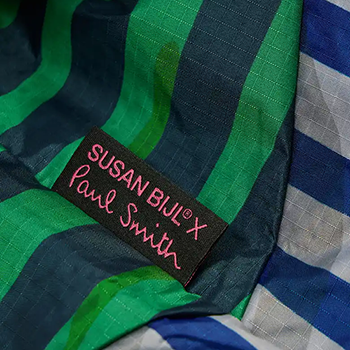 SUSAN BIJL® X
Paul Smith